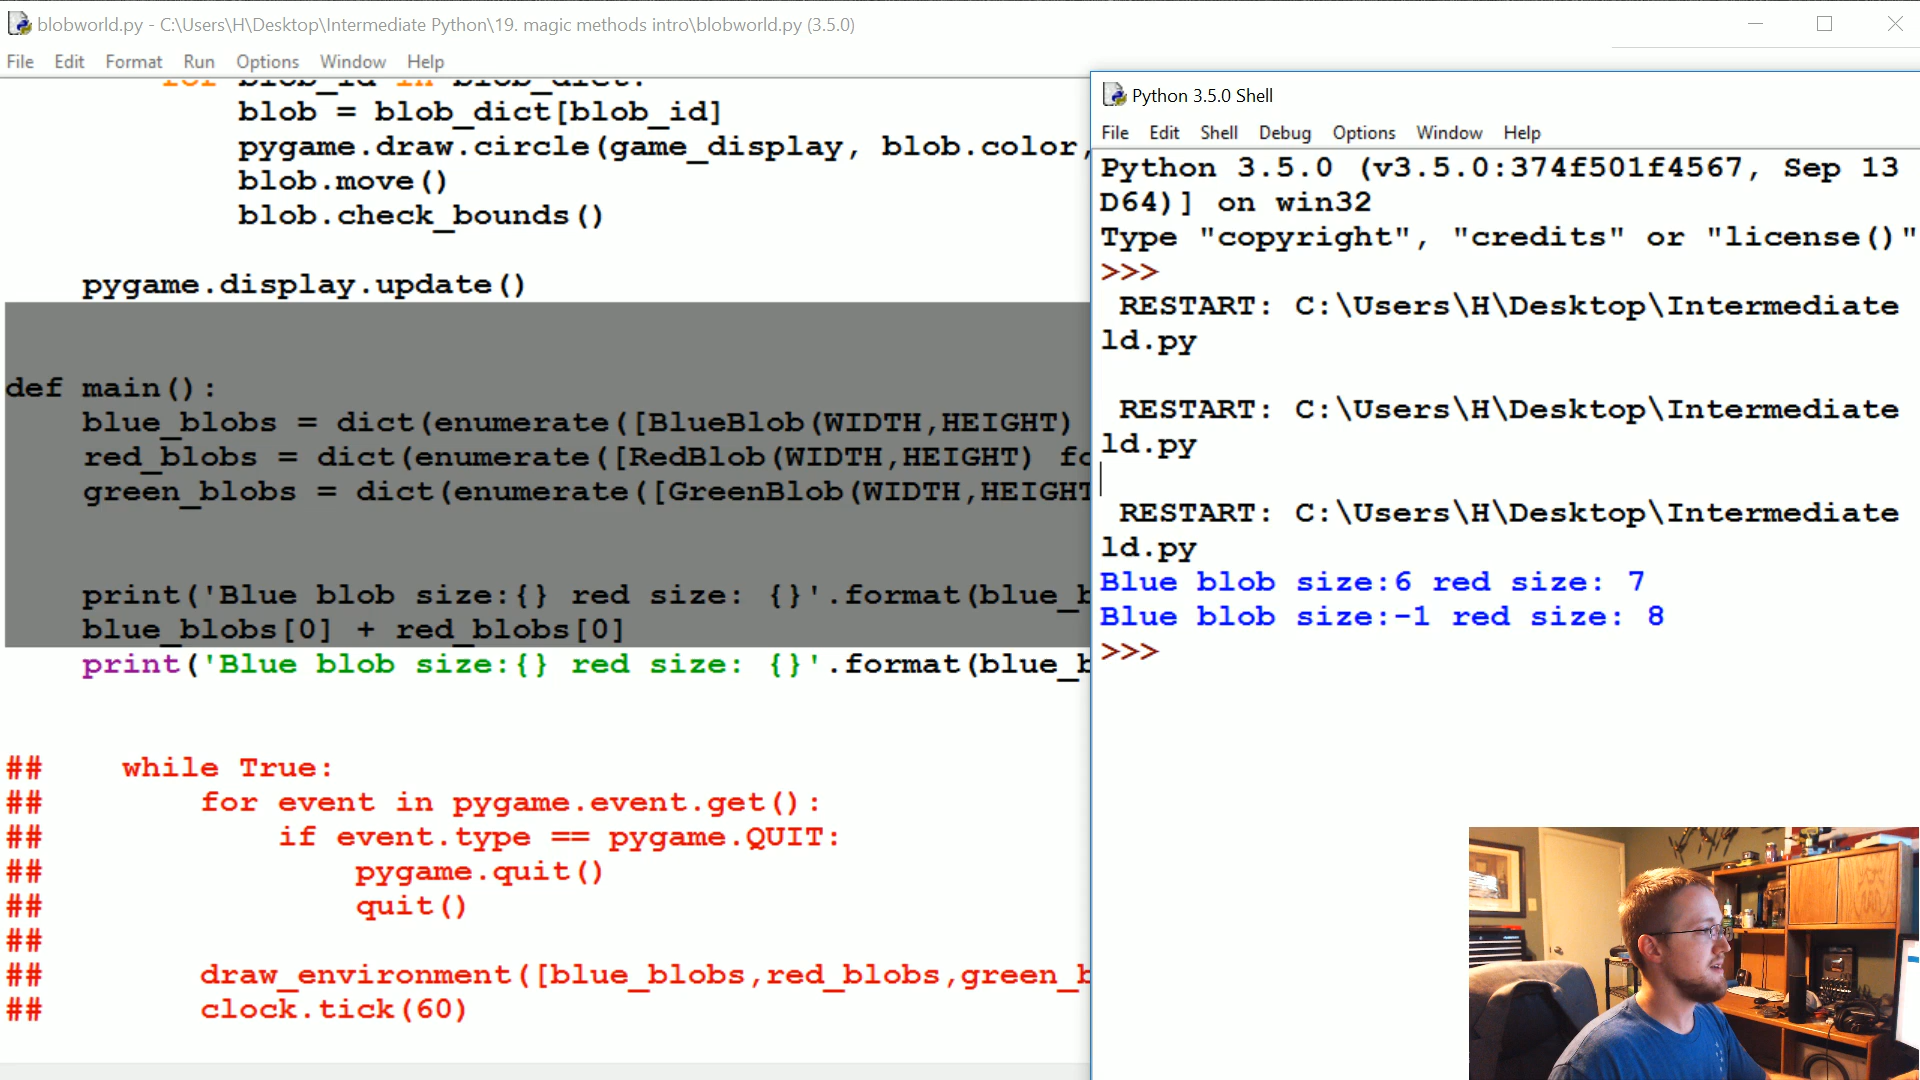 blobworld.py - C:\Users\H\Desktop\Intermediate Python\19. magic methods intro\blobworld.py (3.5.0)
File Edit Format Run Options Window Help
for blob_id in blob_dict:
blob = blob_dict[blob_id]
pygame.draw.circle(game_display, blob.color,
blob.move()
blob.check_bounds()
pygame.display.update()
def main():
blue_blobs = dict(enumerate([BlueBlob(WIDTH,HEIGHT)
red_blobs = dict(enumerate([RedBlob(WIDTH,HEIGHT) fo
green_blobs = dict(enumerate([GreenBlob(WIDTH,HEIGHT
print('Blue blob size:{} red size: {}'.format(blue_b
blue_blobs[0] + red_blobs[0]
print('Blue blob size:{} red size: {}'.format(blue_b
## while True:
## for event in pygame.event.get():
## if event.type == pygame.QUIT:
## pygame.quit()
## quit()
##
## draw_environment([blue_blobs,red_blobs,green_b
## clock.tick(60)
Python 3.5.0 Shell
File Edit Shell Debug Options Window Help
Python 3.5.0 (v3.5.0:374f501f4567, Sep 13
D64)] on win32
Type "copyright", "credits" or "license()"
>>>
RESTART: C:\Users\H\Desktop\Intermediate
ld.py
RESTART: C:\Users\H\Desktop\Intermediate
ld.py
RESTART: C:\Users\H\Desktop\Intermediate
ld.py
Blue blob size:6 red size: 7
Blue blob size:-1 red size: 8
>>>